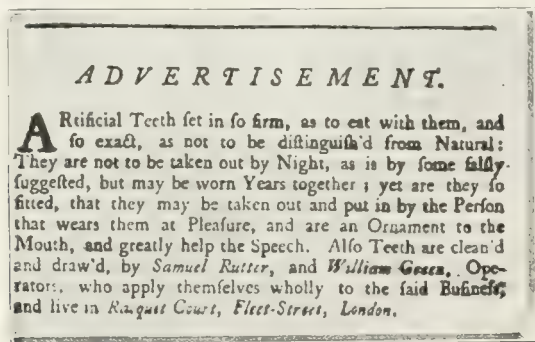 ADVERTISEMENT.
ARtificial Teeth ſet in ſo firm, as to eat with them, and
ſo exact, as not to be diſtinguiſh'd from Natural:
They are not to be taken out by Night, as is by ſome falſly
ſuggeſted, but may be worn Years together; yet are they ſo
fitted, that they may be taken out and put in by the Perſon
that wears them at Pleaſure, and are an Ornament to the
Mouth, and greatly help the Speech. Alſo Teeth are clean'd
and draw'd, by Samuel Rutter, and William Green, Ope-
rators, who apply themſelves wholly to the ſaid Buſineſs,
and live in Racquet Court, Fleet-Street, London.